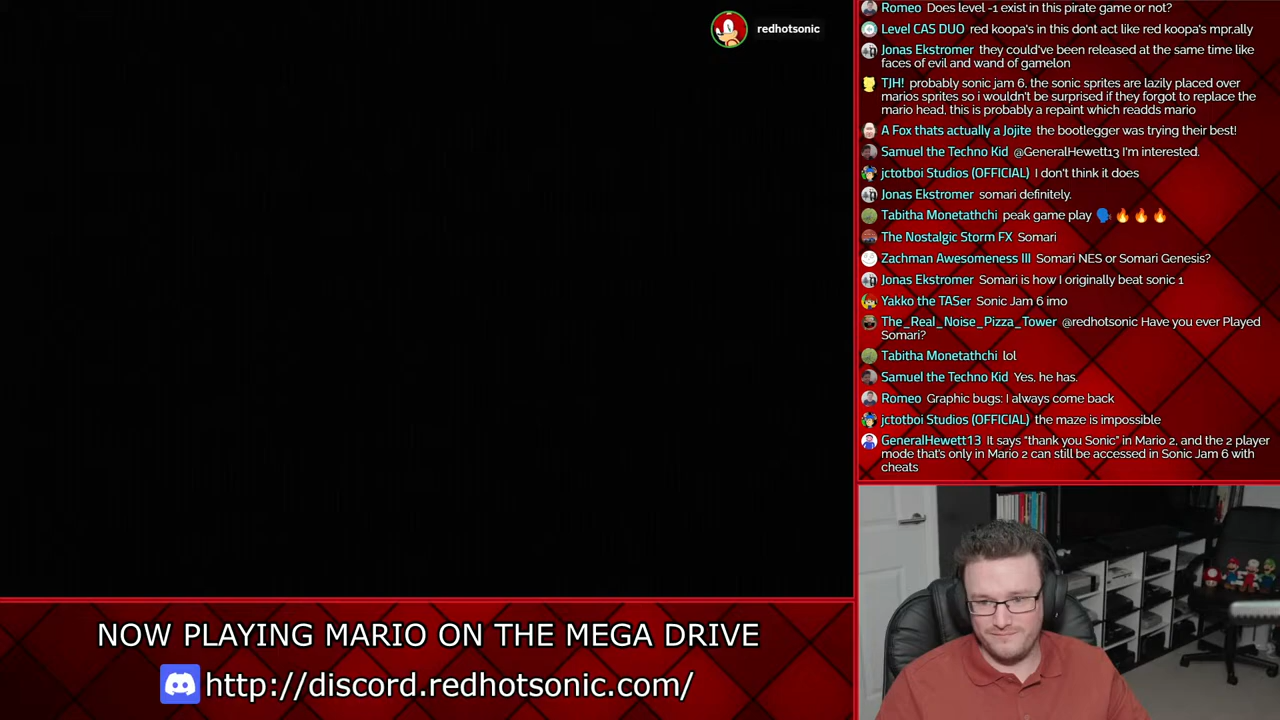 redhotsonic
Romeo Does level -1 exist in this pirate game or not?
Level CAS DUO red koopa's in this dont act like red koopa's mpr,ally
Jonas Ekstromer they could've been released at the same time like
faces of evil and wand of gamelon
TJH! probably sonic jam 6, the sonic sprites are lazily placed over
marios sprites so i wouldn't be surprised if they forgot to replace the
mario head, this is probably a repaint which readds mario
A Fox thats actually a Jojite the bootlegger was trying their best!
Samuel the Techno Kid @GeneralHewett13 I'm interested.
jctotboi Studios (OFFICIAL) I don't think it does
Jonas Ekstromer somari definitely.
Tabitha Monetathchi peak game play 🗣️🔥🔥🔥
The Nostalgic Storm FX Somari
Zachman Awesomeness III Somari NES or Somari Genesis?
Jonas Ekstromer Somari is how I originally beat sonic 1
Yakko the TASer Sonic Jam 6 imo
The_Real_Noise_Pizza_Tower @redhotsonic Have you ever Played
Somari?
Tabitha Monetathchi lol
Samuel the Techno Kid Yes, he has.
Romeo Graphic bugs: I always come back
jctotboi Studios (OFFICIAL) the maze is impossible
GeneralHewett13 It says "thank you Sonic" in Mario 2, and the 2 player
mode that's only in Mario 2 can still be accessed in Sonic Jam 6 with
cheats
NOW PLAYING MARIO ON THE MEGA DRIVE
http://discord.redhotsonic.com/